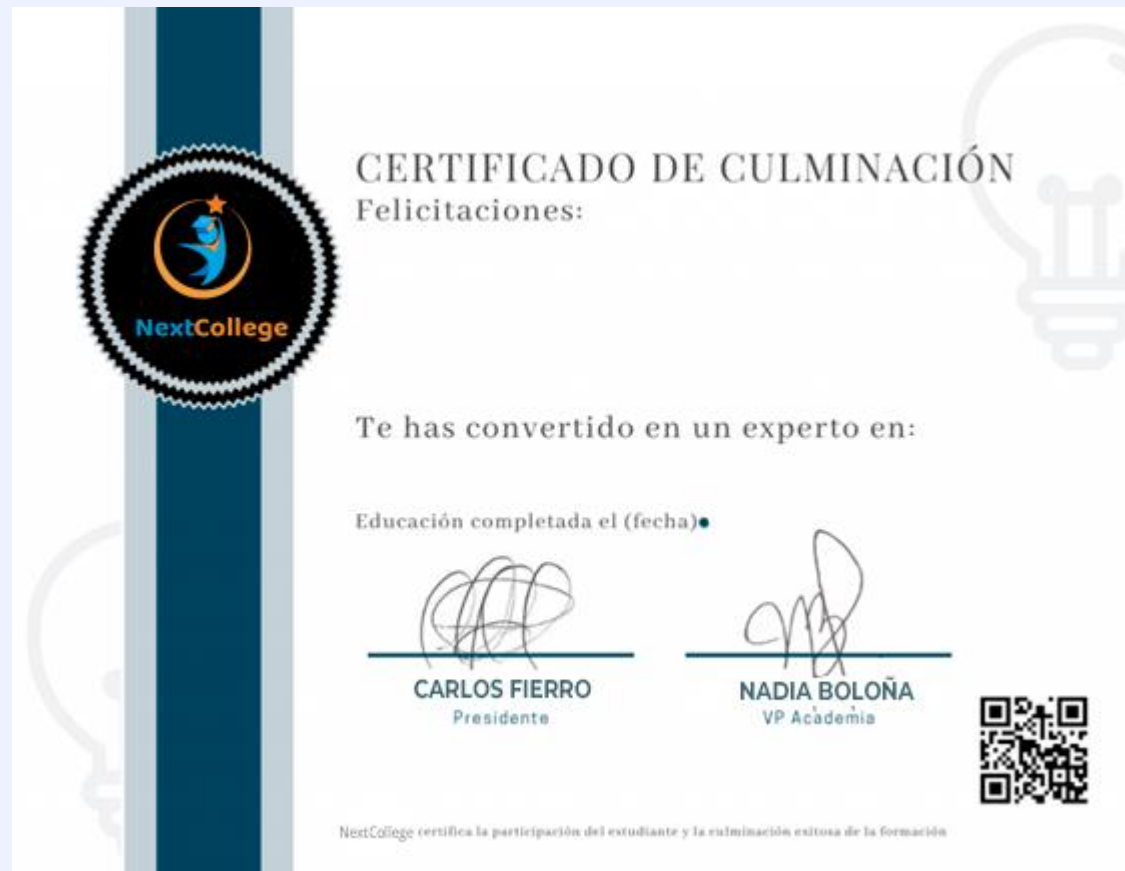 CERTIFICADO DE CULMINACIÓN
Felicitaciones:
NextCollege
Te has convertido en un experto en:
Educación completada el (fecha)
CARLOS FIERRO
Presidente
NADIA BOLOÑA
VP Academia
NextCollege certifica la participación del estudiante y la culminación exitosa de la formación